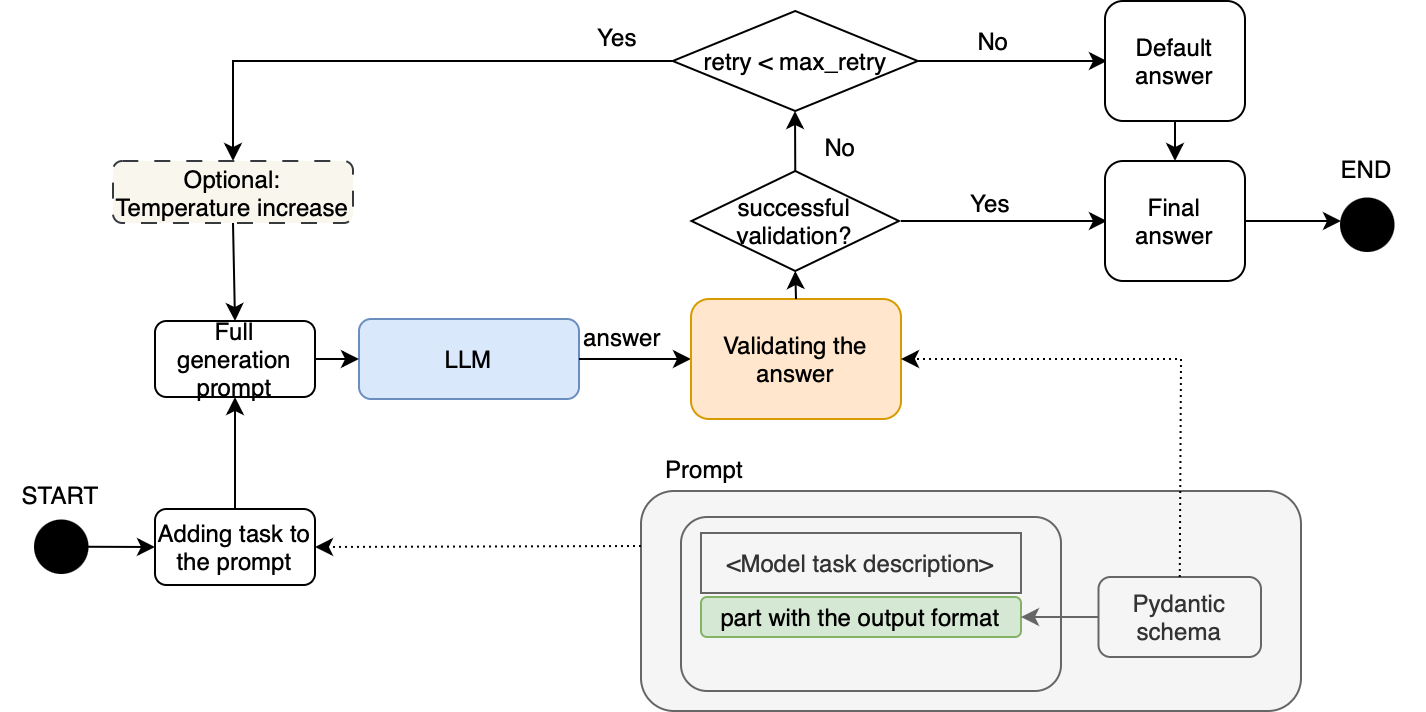 Yes
retry < max_retry
No
Default
answer
No
Optional:
Temperature increase
successful
validation?
Yes
Final
answer
END
Full
generation
prompt
LLM
answer
Validating the
answer
Prompt
START
Adding task to
the prompt
<Model task description>
part with the output format
Pydantic
schema